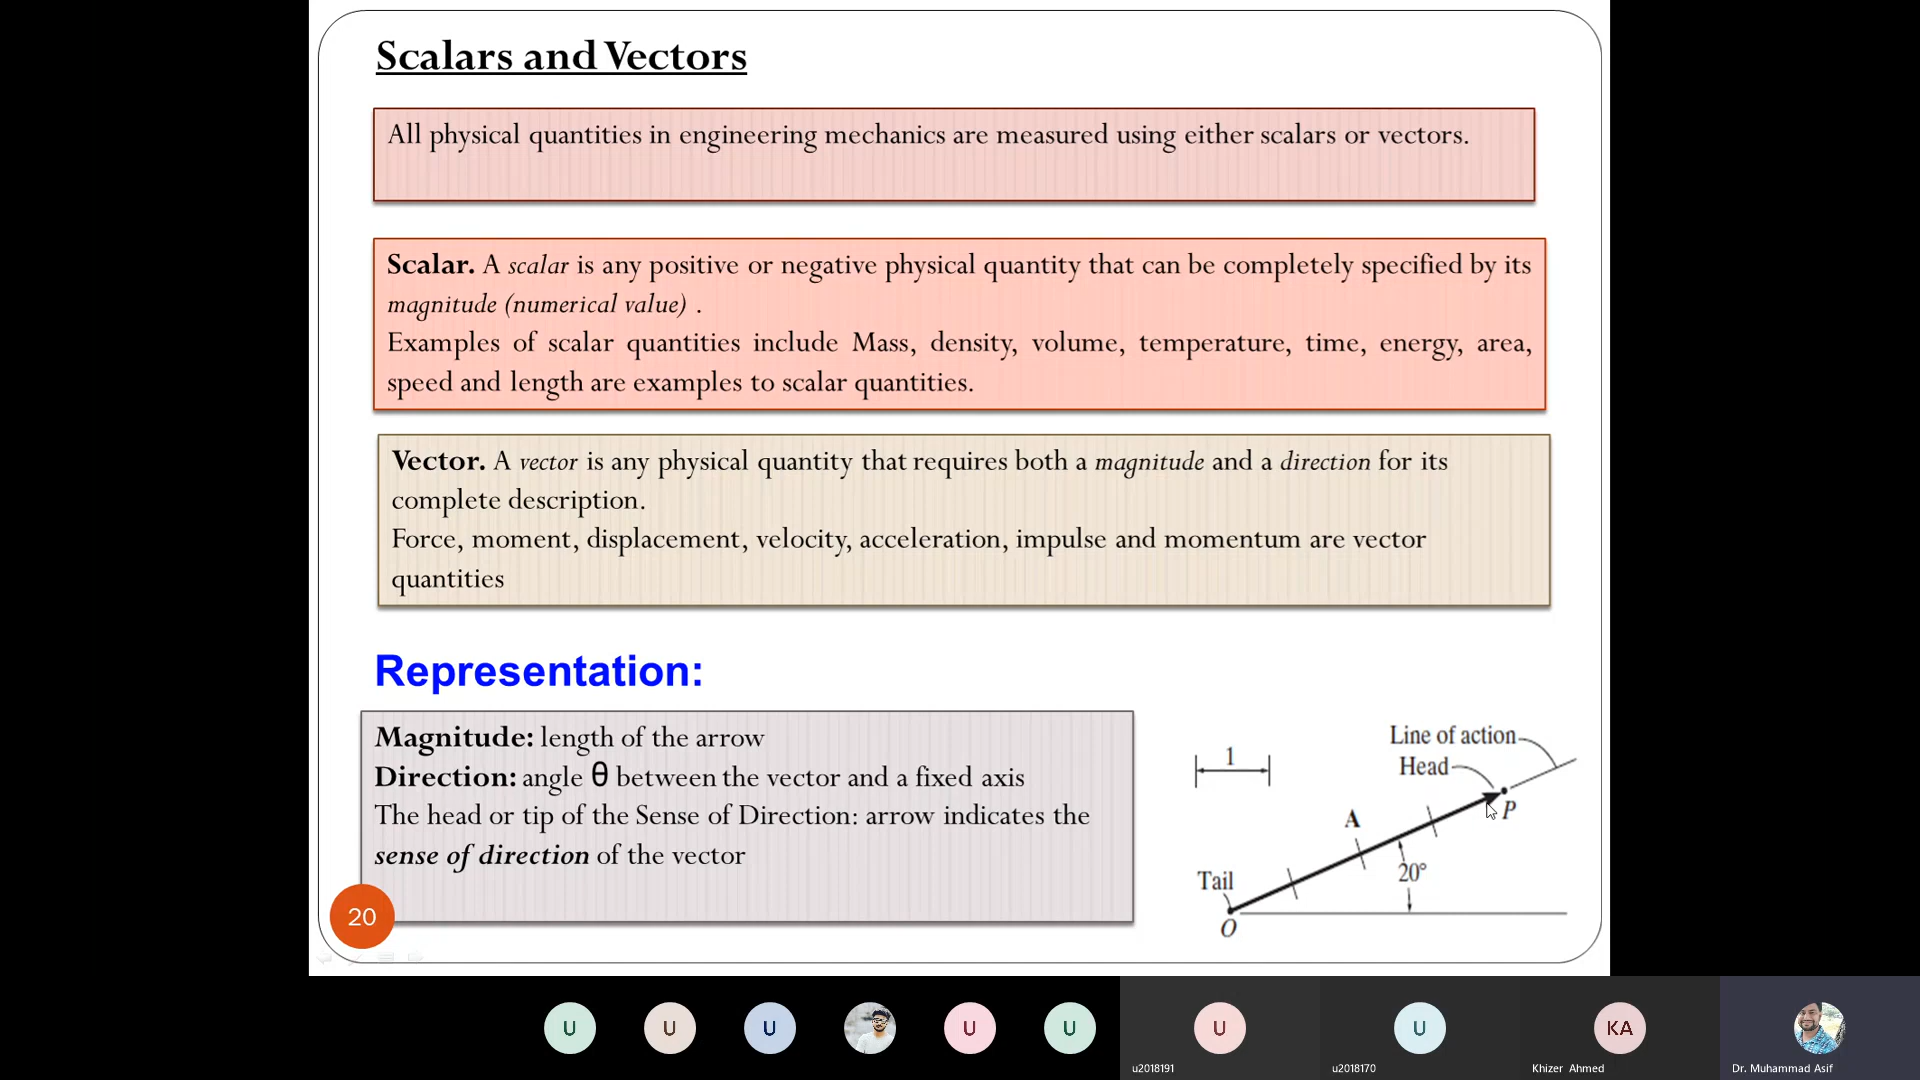 Scalars and Vectors
All physical quantities in engineering mechanics are measured using either scalars or vectors.
Scalar. A scalar is any positive or negative physical quantity that can be completely specified by its
magnitude (numerical value) .
Examples of scalar quantities include Mass, density, volume, temperature, time, energy, area,
speed and length are examples to scalar quantities.
Vector. A vector is any physical quantity that requires both a magnitude and a direction for its
complete description.
Force, moment, displacement, velocity, acceleration, impulse and momentum are vector
quantities
Representation:
Magnitude: length of the arrow
Direction: angle θ between the vector and a fixed axis
The head or tip of the Sense of Direction: arrow indicates the
sense of direction of the vector
20
1
Line of action
Head
P
A
20°
Tail
O
U
U
U
U
U
U
u2018191
U
u2018170
KA
Khizer Ahmed
Dr. Muhammad Asif